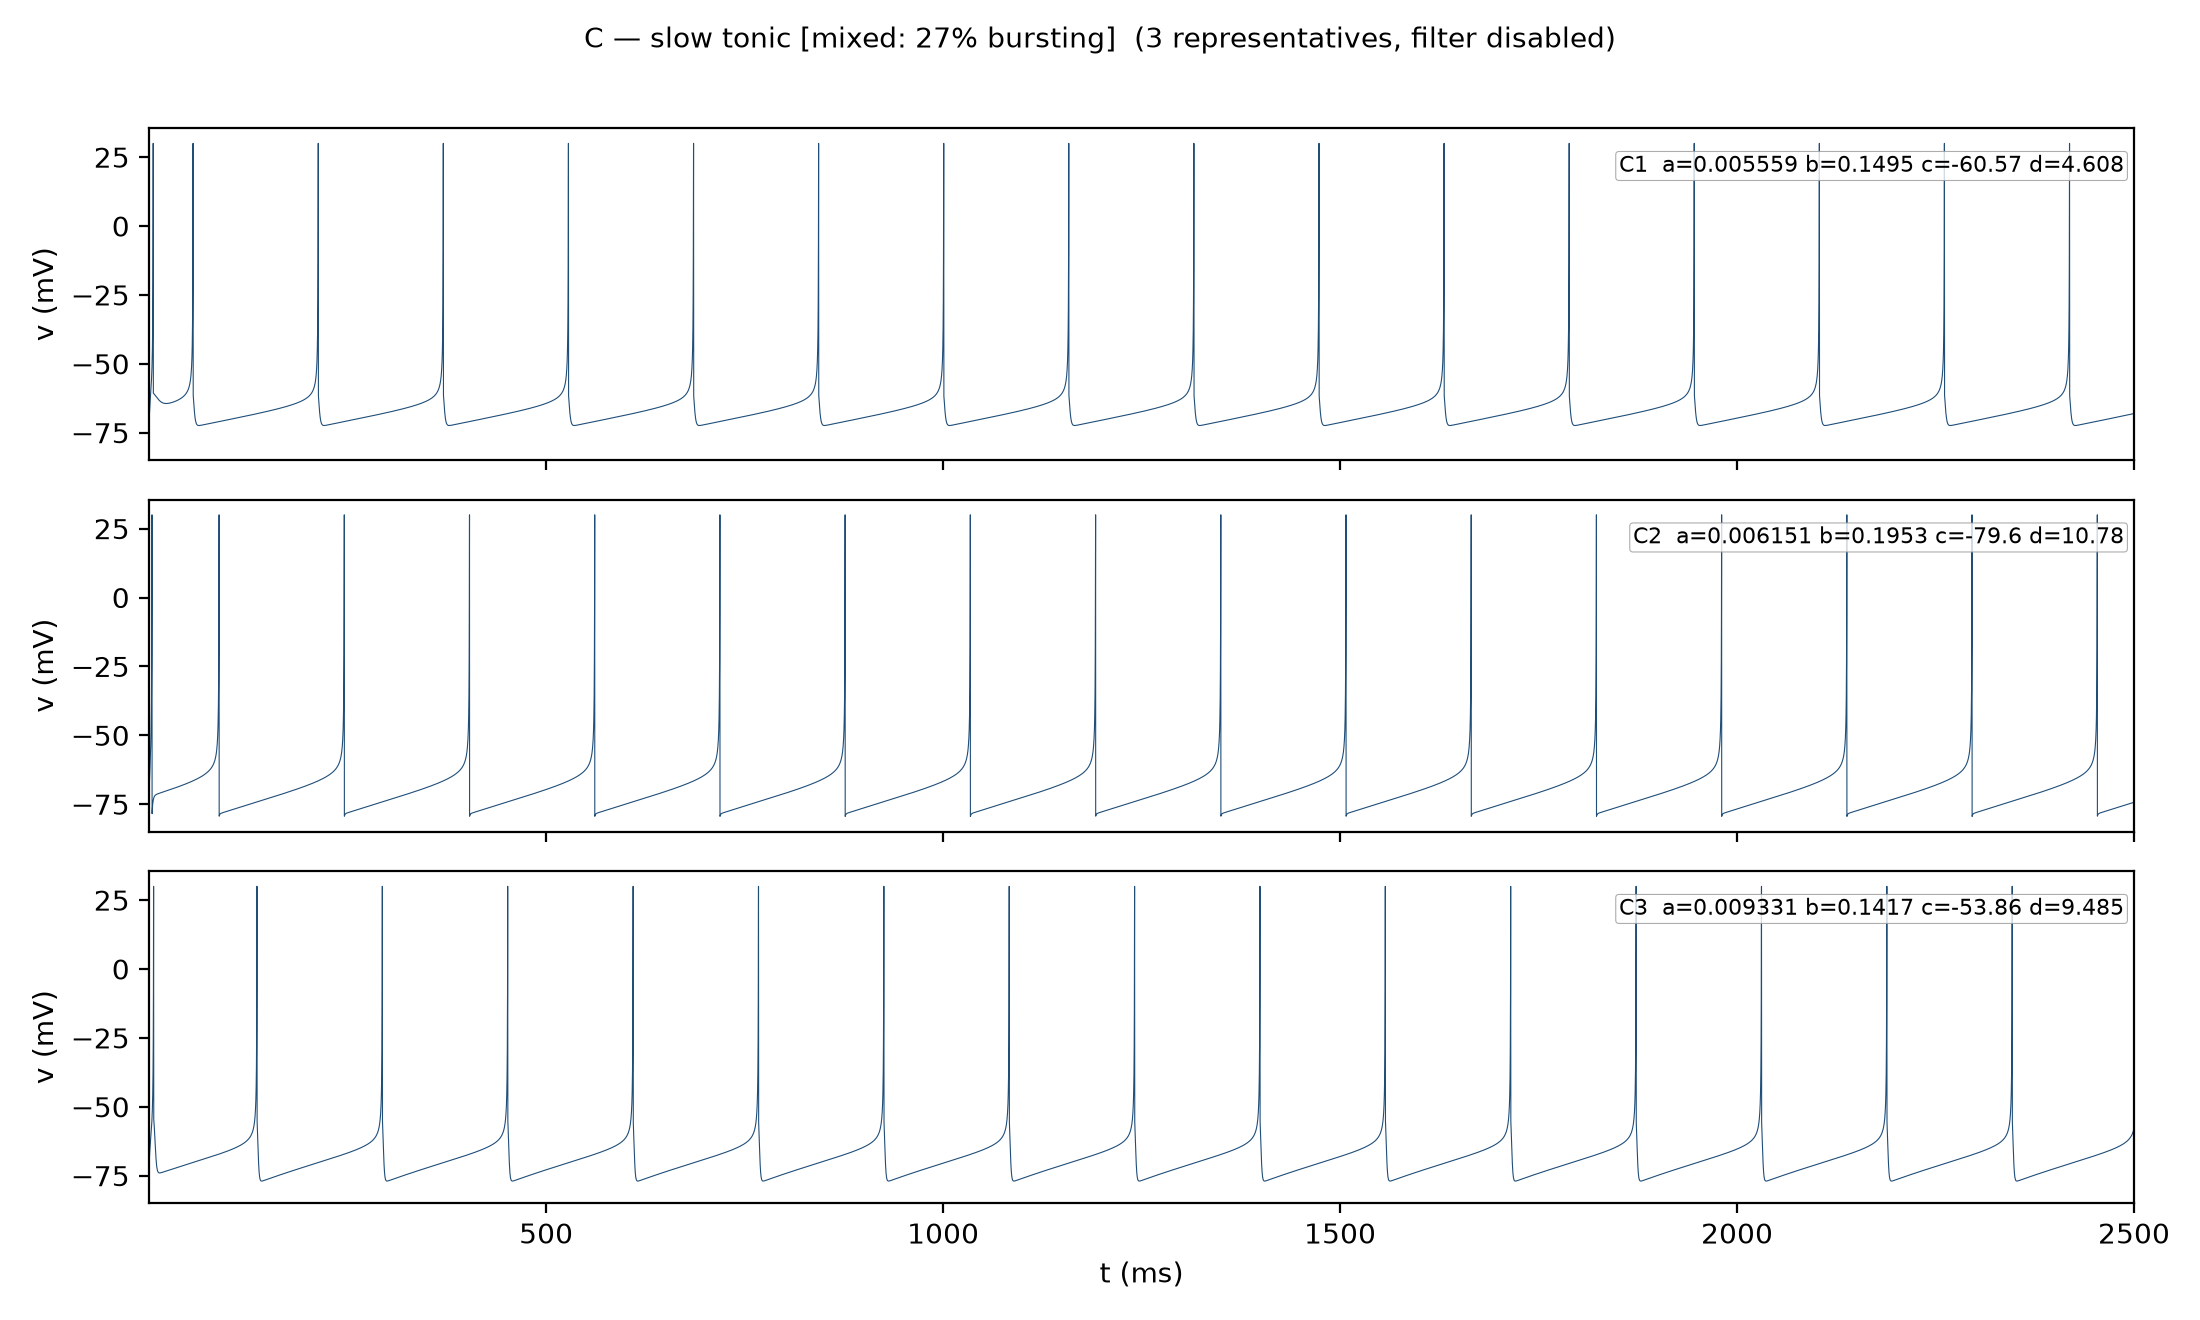 C — slow tonic [mixed: 27% bursting]  (3 representatives, filter disabled)
25
0
−25
−50
−75
v (mV)
C1  a=0.005559 b=0.1495 c=-60.57 d=4.608
25
0
−25
−50
−75
v (mV)
C2  a=0.006151 b=0.1953 c=-79.6 d=10.78
25
0
−25
−50
−75
v (mV)
C3  a=0.009331 b=0.1417 c=-53.86 d=9.485
500 1000 1500 2000 2500
t (ms)